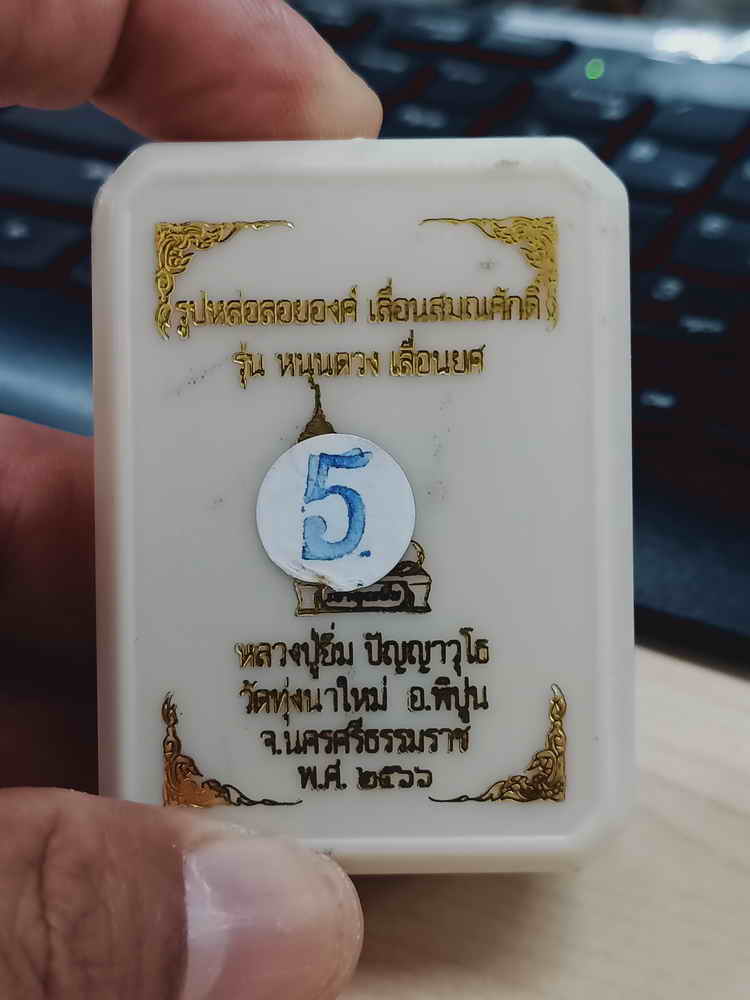 รูปหล่อลอยองค์ เลื่อนสมณศักดิ์
รุ่น หนุนดวง เลื่อนยศ
5
หลวงปู่ยิ่ม ปัญญาวุโธ
วัดทุ่งนาใหม่ อ.พิปูน
จ.นครศรีธรรมราช
พ.ศ. ๒๕๖๖